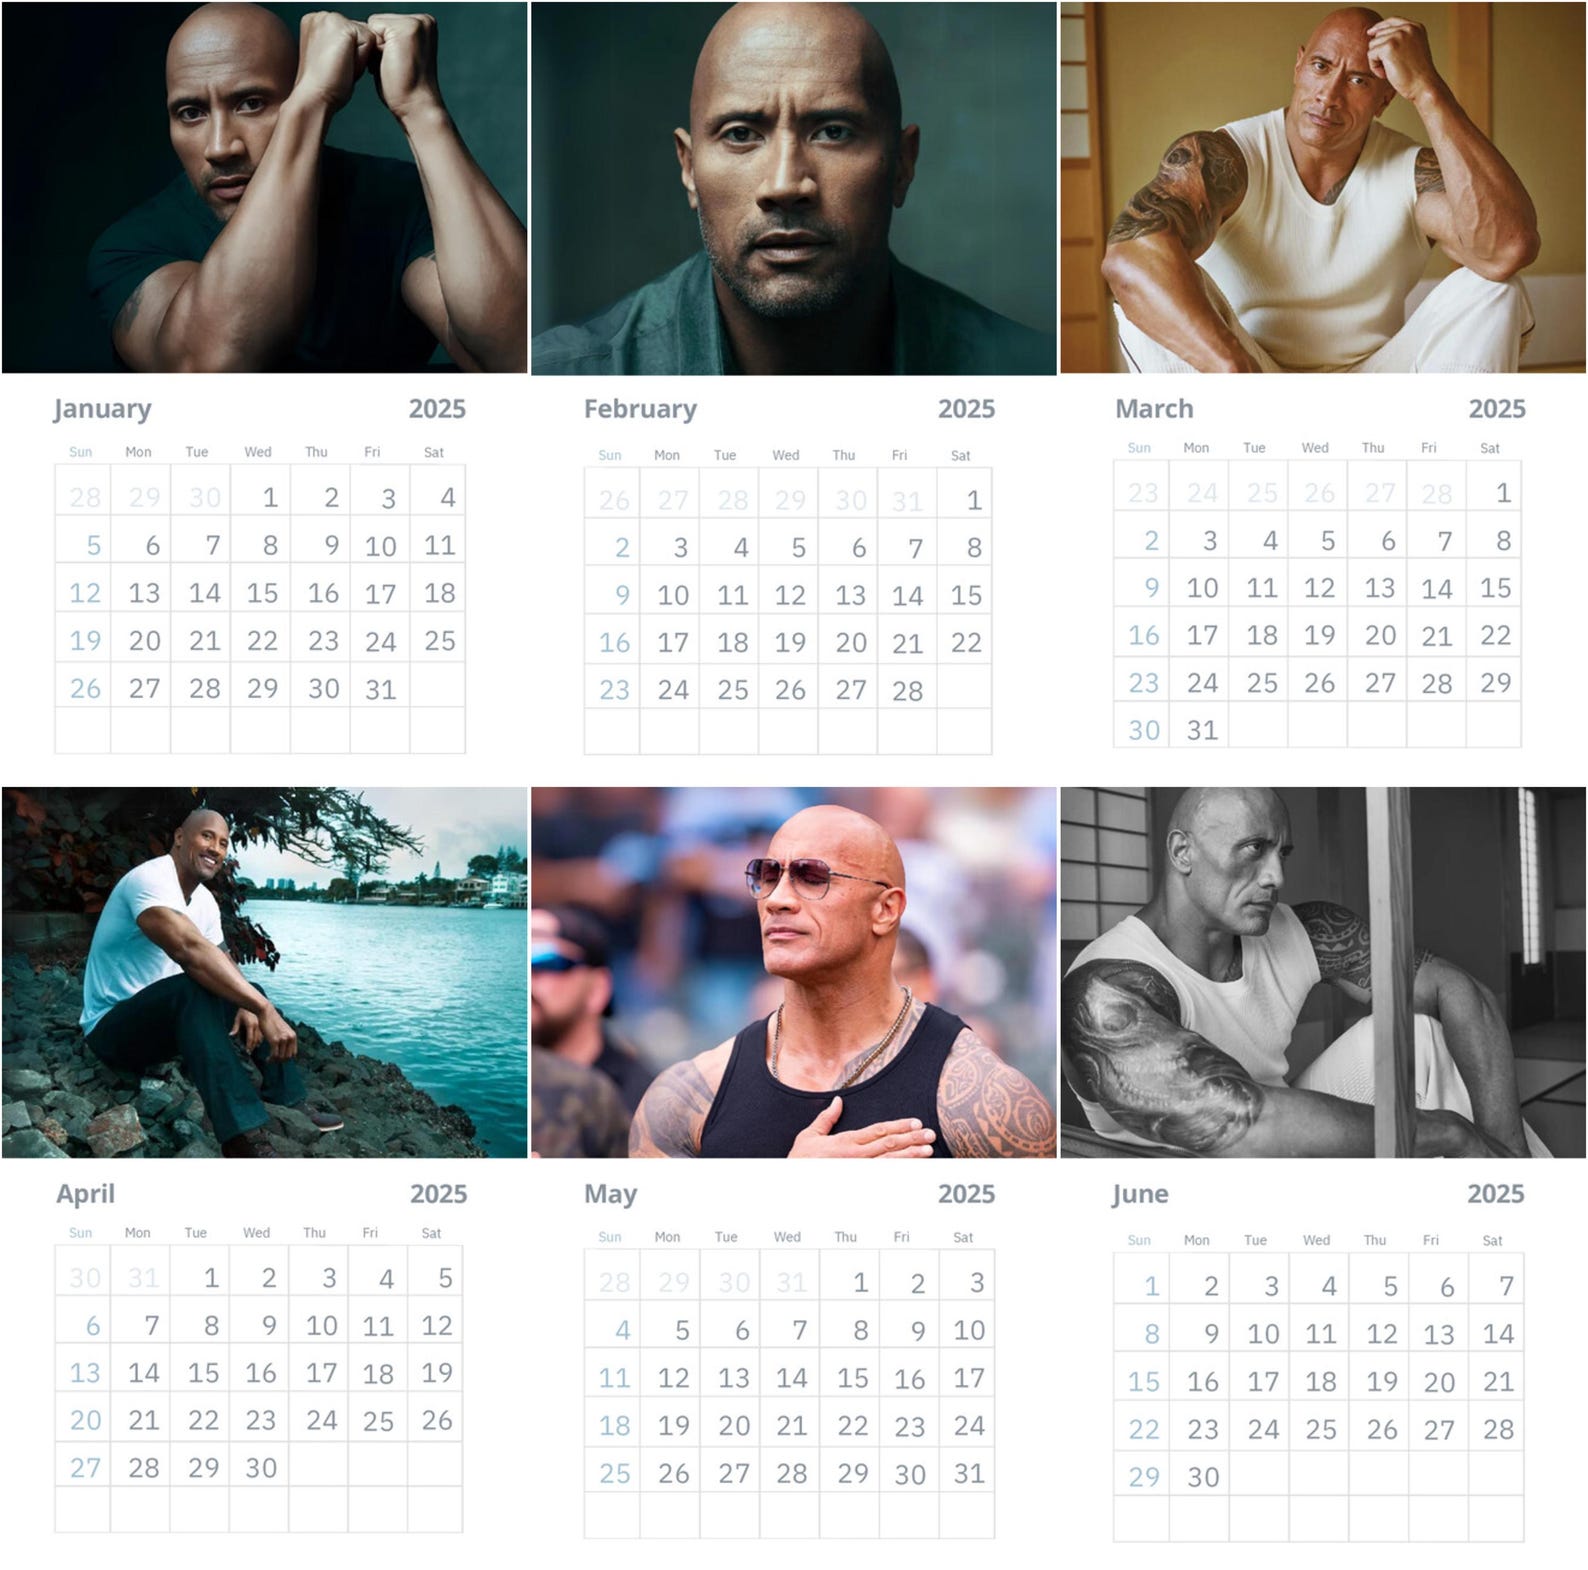 January 2025
Sun Mon Tue Wed Thu Fri Sat
28 29 30 1 2 3 4
5 6 7 8 9 10 11
12 13 14 15 16 17 18
19 20 21 22 23 24 25
26 27 28 29 30 31
February 2025
Sun Mon Tue Wed Thu Fri Sat
26 27 28 29 30 31 1
2 3 4 5 6 7 8
9 10 11 12 13 14 15
16 17 18 19 20 21 22
23 24 25 26 27 28
March 2025
Sun Mon Tue Wed Thu Fri Sat
23 24 25 26 27 28 1
2 3 4 5 6 7 8
9 10 11 12 13 14 15
16 17 18 19 20 21 22
23 24 25 26 27 28 29
30 31
April 2025
Sun Mon Tue Wed Thu Fri Sat
30 31 1 2 3 4 5
6 7 8 9 10 11 12
13 14 15 16 17 18 19
20 21 22 23 24 25 26
27 28 29 30
May 2025
Sun Mon Tue Wed Thu Fri Sat
28 29 30 31 1 2 3
4 5 6 7 8 9 10
11 12 13 14 15 16 17
18 19 20 21 22 23 24
25 26 27 28 29 30 31
June 2025
Sun Mon Tue Wed Thu Fri Sat
1 2 3 4 5 6 7
8 9 10 11 12 13 14
15 16 17 18 19 20 21
22 23 24 25 26 27 28
29 30